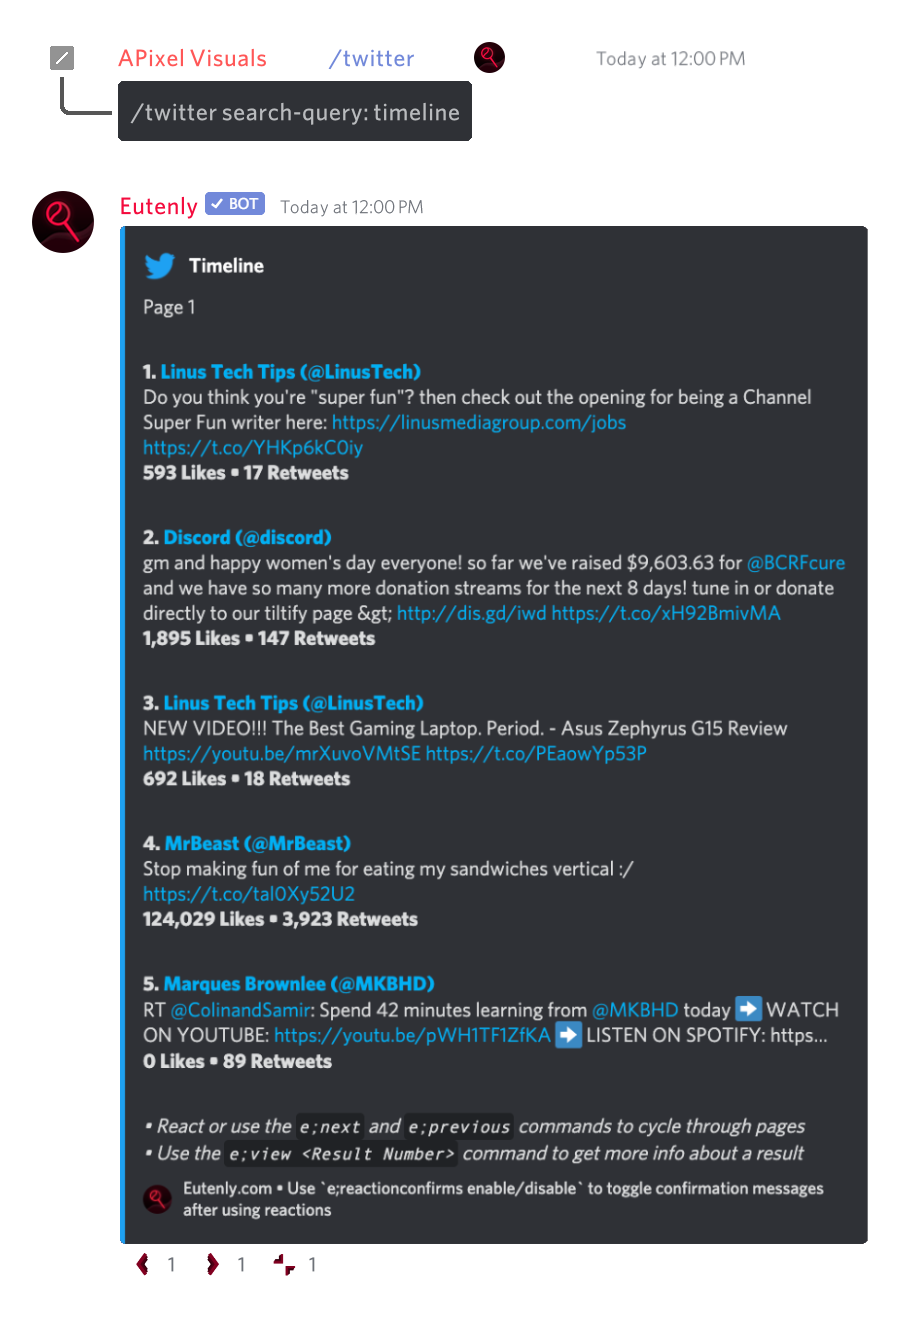 APixel Visuals /twitter Today at 12:00 PM
/twitter search-query: timeline
Eutenly BOT Today at 12:00 PM
Timeline
Page 1
1. Linus Tech Tips (@LinusTech)
Do you think you're "super fun"? then check out the opening for being a Channel
Super Fun writer here: https://linusmediagroup.com/jobs
https://t.co/YHKp6kC0iy
593 Likes • 17 Retweets
2. Discord (@discord)
gm and happy women's day everyone! so far we've raised $9,603.63 for @BCRFcure
and we have so many more donation streams for the next 8 days! tune in or donate
directly to our tiltify page &gt; http://dis.gd/iwd https://t.co/xH92BmivMA
1,895 Likes • 147 Retweets
3. Linus Tech Tips (@LinusTech)
NEW VIDEO!!! The Best Gaming Laptop. Period. - Asus Zephyrus G15 Review
https://youtu.be/mrXuvoVMtSE https://t.co/PEaowYp53P
692 Likes • 18 Retweets
4. MrBeast (@MrBeast)
Stop making fun of me for eating my sandwiches vertical :/
https://t.co/tal0Xy52U2
124,029 Likes • 3,923 Retweets
5. Marques Brownlee (@MKBHD)
RT @ColinandSamir: Spend 42 minutes learning from @MKBHD today ➡ WATCH
ON YOUTUBE: https://youtu.be/pWH1TF1ZfKA ➡ LISTEN ON SPOTIFY: https...
0 Likes • 89 Retweets
• React or use the e;next and e;previous commands to cycle through pages
• Use the e;view <Result Number> command to get more info about a result
Eutenly.com • Use `e;reactionconfirms enable/disable` to toggle confirmation messages
after using reactions
1 1 1